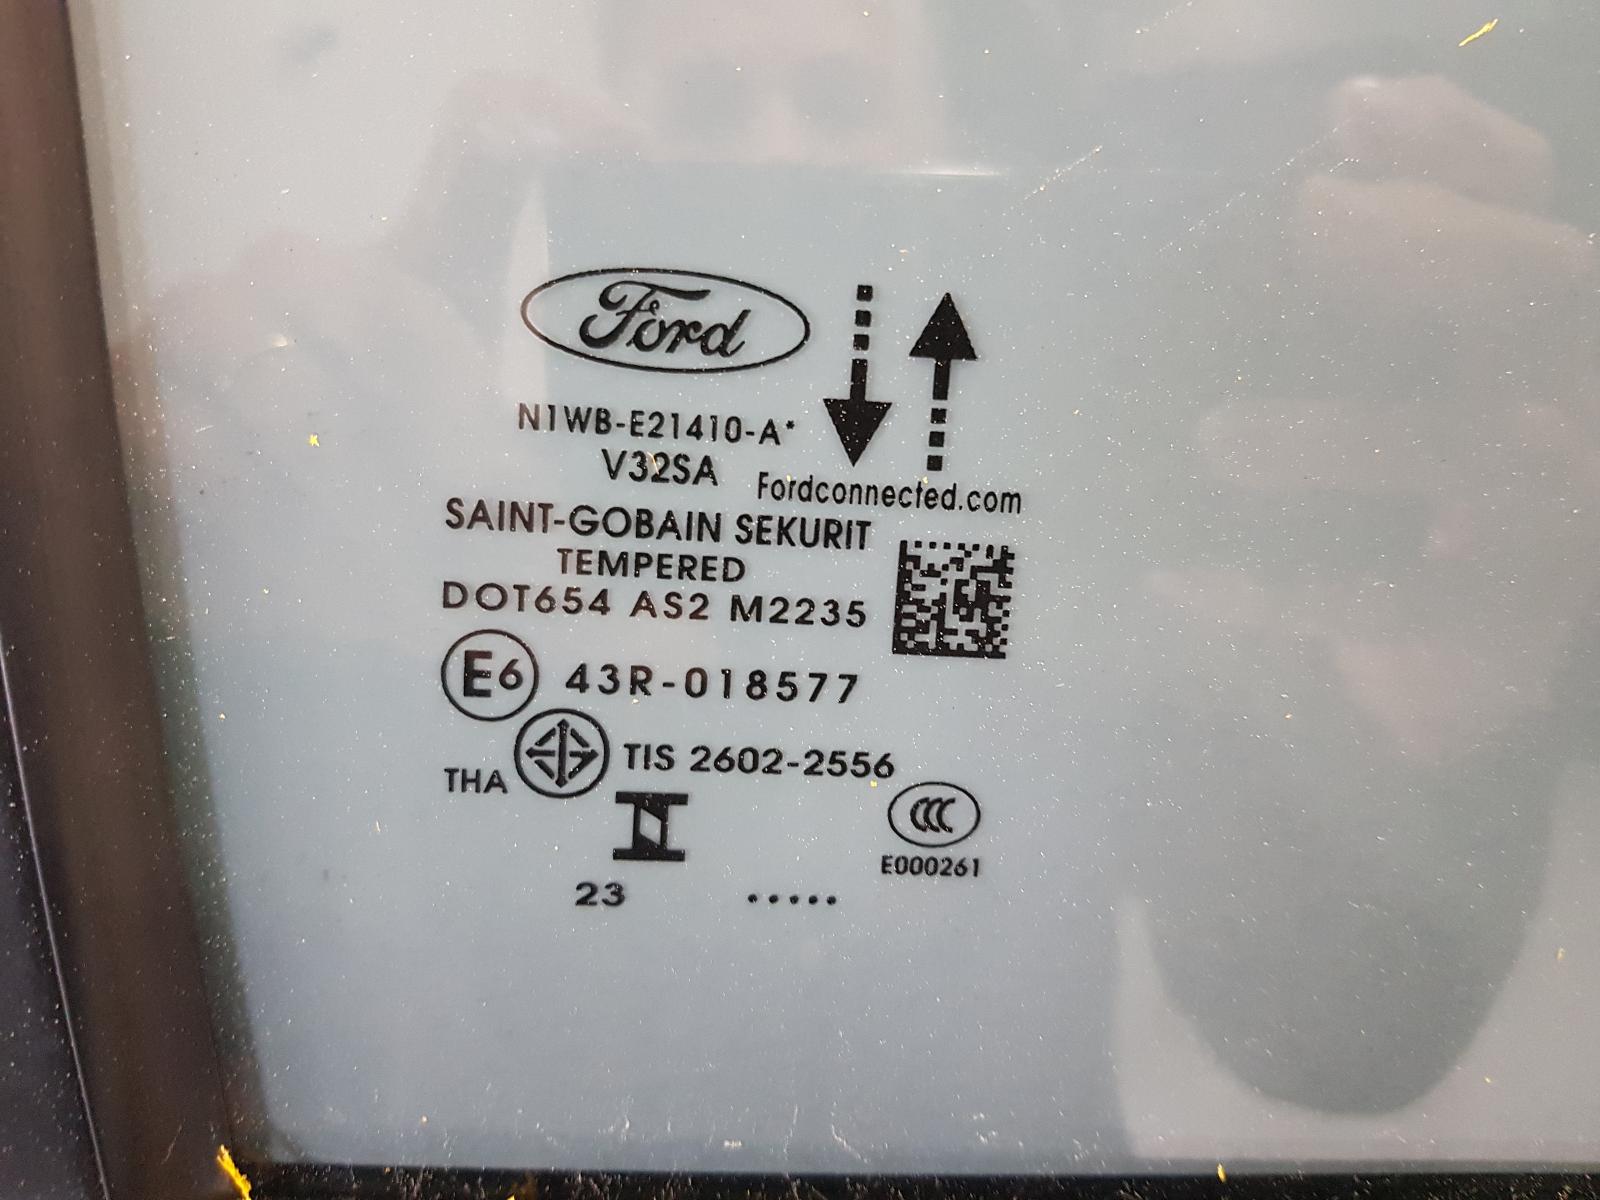 Ford
N1WB-E21410-A*
V32SA
Fordconnected.com
SAINT-GOBAIN SEKURIT
TEMPERED
DOT654 AS2 M2235
E6 43R-018577
THA TIS 2602-2556
CCC
E000261
23 .....